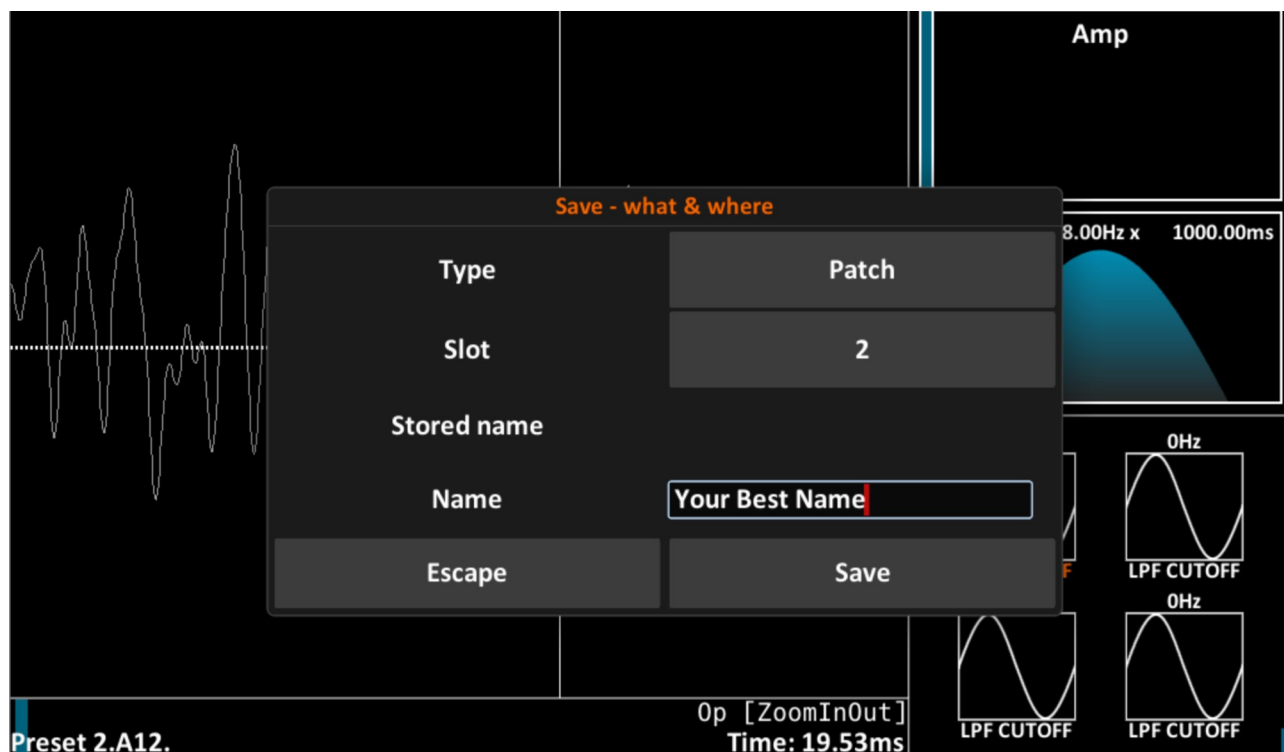 Amp
Save - what & where
8.00Hz x 1000.00ms
Type Patch
Slot 2
Stored name
Name Your Best Name
Escape Save
0Hz
F LPF CUTOFF
0Hz
LPF CUTOFF LPF CUTOFF
Op [ZoomInOut]
Preset 2.A12. Time: 19.53ms